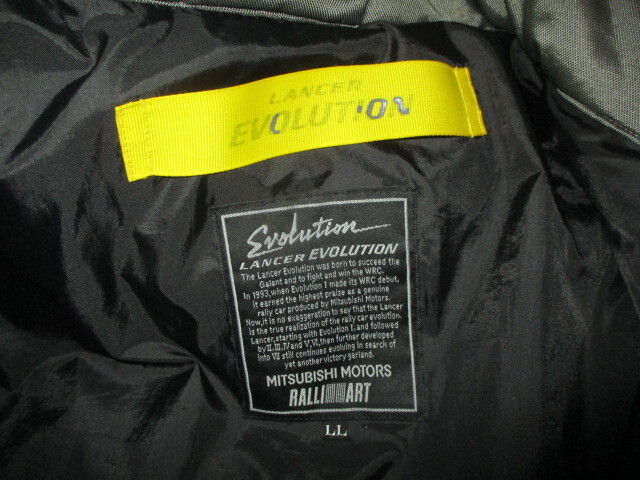 LANCER
EVOLUTION
Evolution
LANCER EVOLUTION
The Lancer Evolution was born to succeed the
Galant and to fight and win the WRC.
In 1993,when Evolution I made its WRC debut,
it earned the highest praise as a genuine
rally car produced by Mitsubishi Motors.
Now,it is no exaggeration to say that the Lancer
is the true realization of the rally car evolution.
Lancer,starting with Evolution I, and followed
by II,III,IV and V,VI,then further developed
into VII still continues evolving in search of
yet another victory garland.
MITSUBISHI MOTORS
RALLI ART
LL